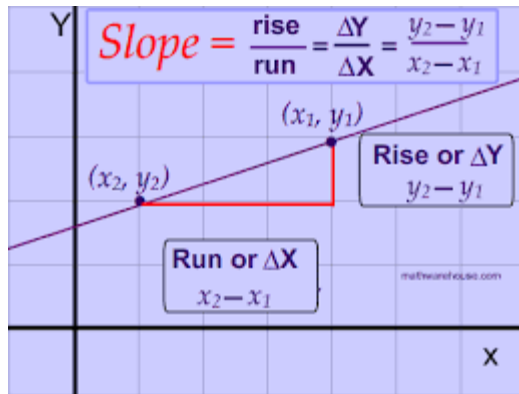 Y
Slope = rise/run = ΔY/ΔX = y₂ − y₁/x₂ − x₁
(x₁, y₁)
Rise or ΔY
y₂ − y₁
(x₂, y₂)
Run or ΔX
x₂ − x₁
mathwarehouse.com
X